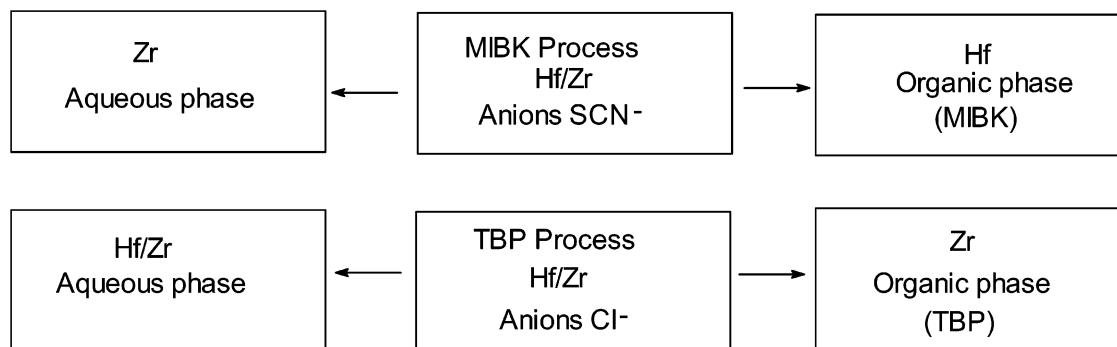 Zr
Aqueous phase
MIBK Process
Hf/Zr
Anions SCN-
Hf
Organic phase
(MIBK)
Hf/Zr
Aqueous phase
TBP Process
Hf/Zr
Anions Cl-
Zr
Organic phase
(TBP)